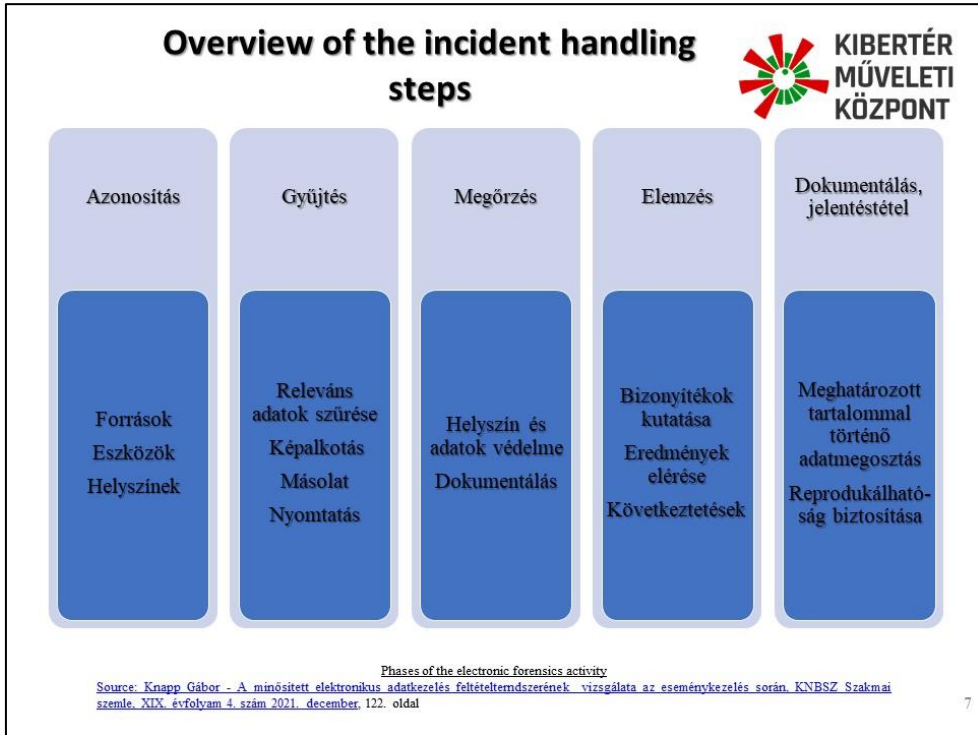 Overview of the incident handling
steps
KIBERTÉR
MŰVELETI
KÖZPONT
Azonosítás
Források
Eszközök
Helyszínek
Gyűjtés
Releváns
adatok szűrése
Képalkotás
Másolat
Nyomtatás
Megőrzés
Helyszín és
adatok védelme
Dokumentálás
Elemzés
Bizonyítékok
kutatása
Eredmények
elérése
Következtetések
Dokumentálás,
jelentéstétel
Meghatározott
tartalommal
történő
adatmegosztás
Reprodukálható-
ság biztosítása
Phases of the electronic forensics activity
Source: Knapp Gábor - A minősített elektronikus adatkezelés feltételterndszerének vizsgálata az eseménykezelés során, KNBSZ Szakmai
szemle, XIX. évfolyam 4. szám 2021. december, 122. oldal
7